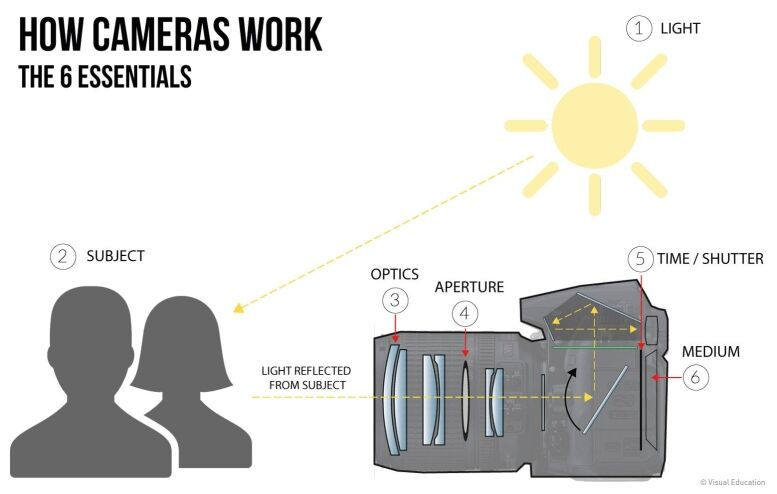 HOW CAMERAS WORK
THE 6 ESSENTIALS
1 LIGHT
2 SUBJECT
OPTICS
3
APERTURE
4
5 TIME / SHUTTER
MEDIUM
6
LIGHT REFLECTED
FROM SUBJECT
© Visual Education